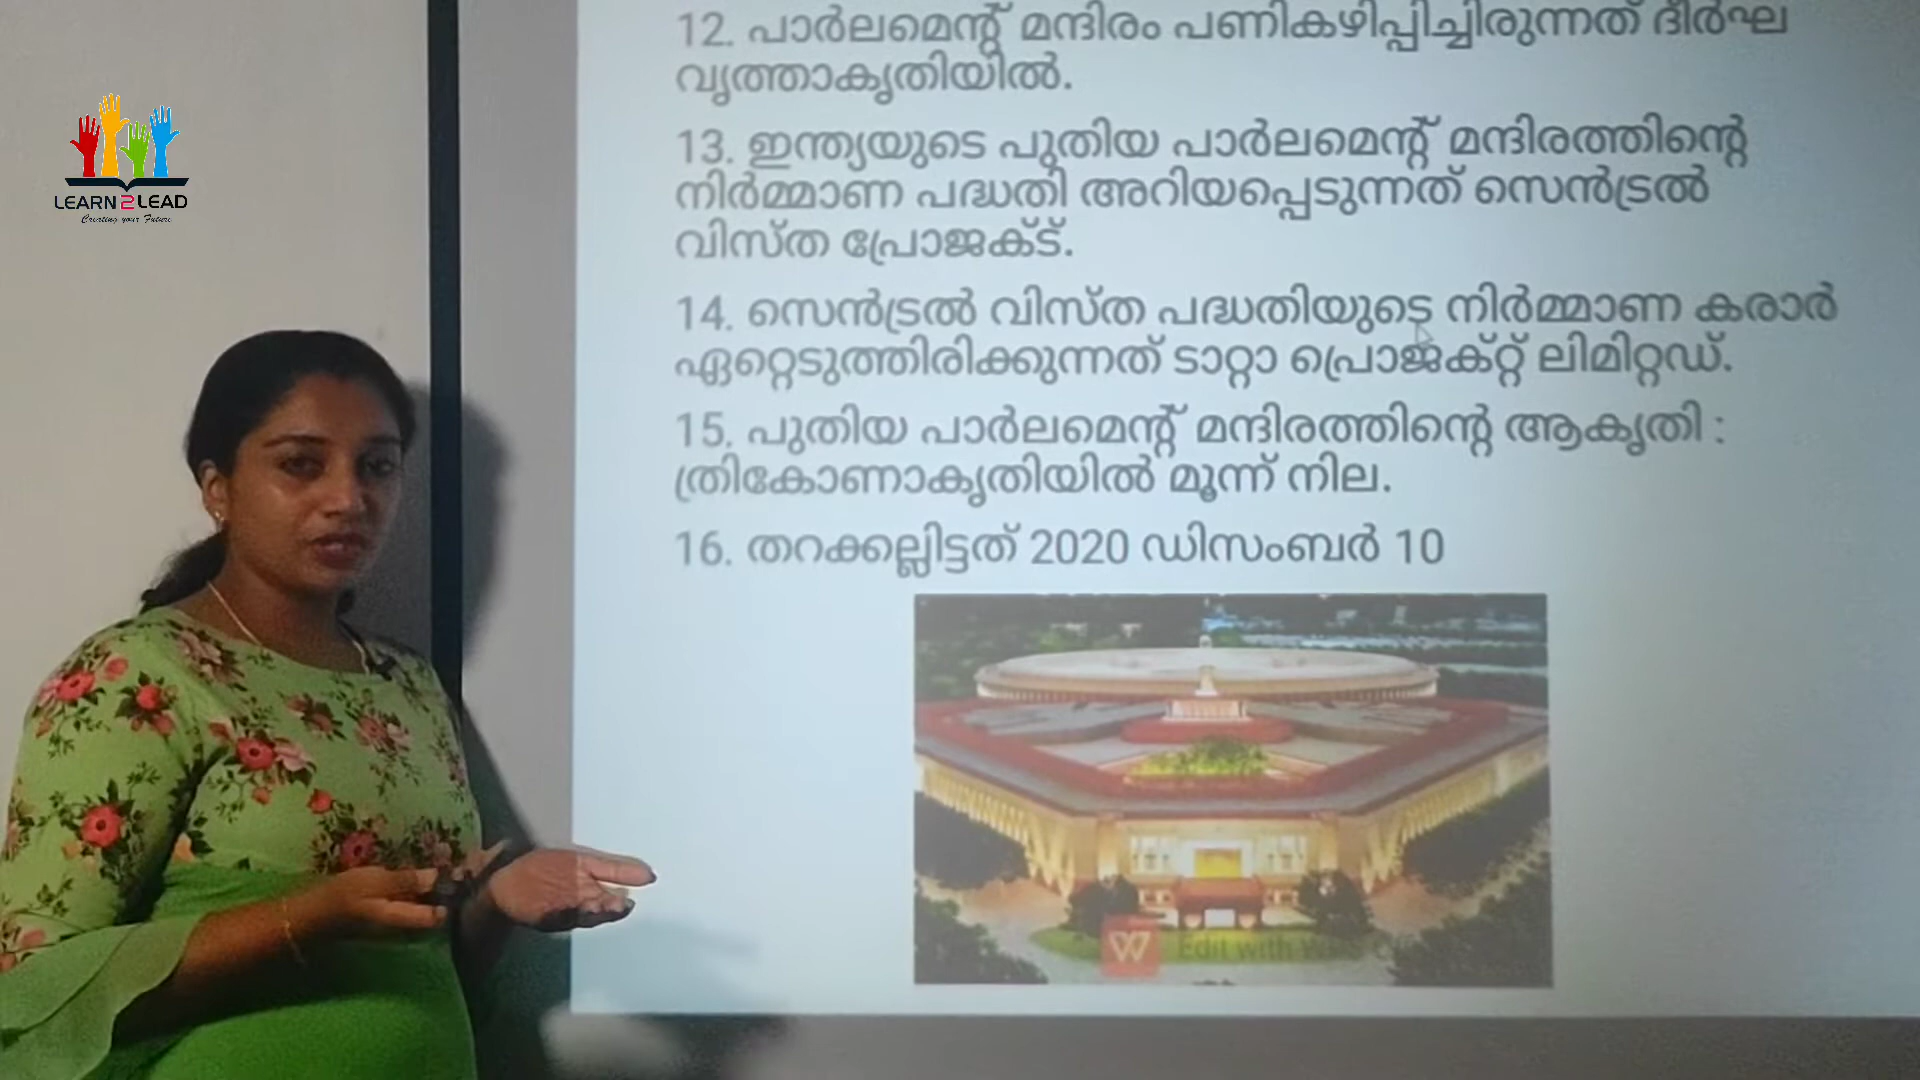 LEARN2LEAD
Creating your Future
12. പാർലമെന്റ് മന്ദിരം പണികഴിപ്പിച്ചിരുന്നത് ദീർഘ
വൃത്താകൃതിയിൽ.
13. ഇന്ത്യയുടെ പുതിയ പാർലമെന്റ് മന്ദിരത്തിന്റെ
നിർമ്മാണ പദ്ധതി അറിയപ്പെടുന്നത് സെൻട്രൽ
വിസ്ത പ്രോജക്ട്.
14. സെൻട്രൽ വിസ്ത പദ്ധതിയുടെ നിർമ്മാണ കരാർ
ഏറ്റെടുത്തിരിക്കുന്നത് ടാറ്റാ പ്രൊജക്റ്റ് ലിമിറ്റഡ്.
15. പുതിയ പാർലമെന്റ് മന്ദിരത്തിന്റെ ആകൃതി :
ത്രികോണാകൃതിയിൽ മൂന്ന് നില.
16. തറക്കല്ലിട്ടത് 2020 ഡിസംബർ 10
Edit with